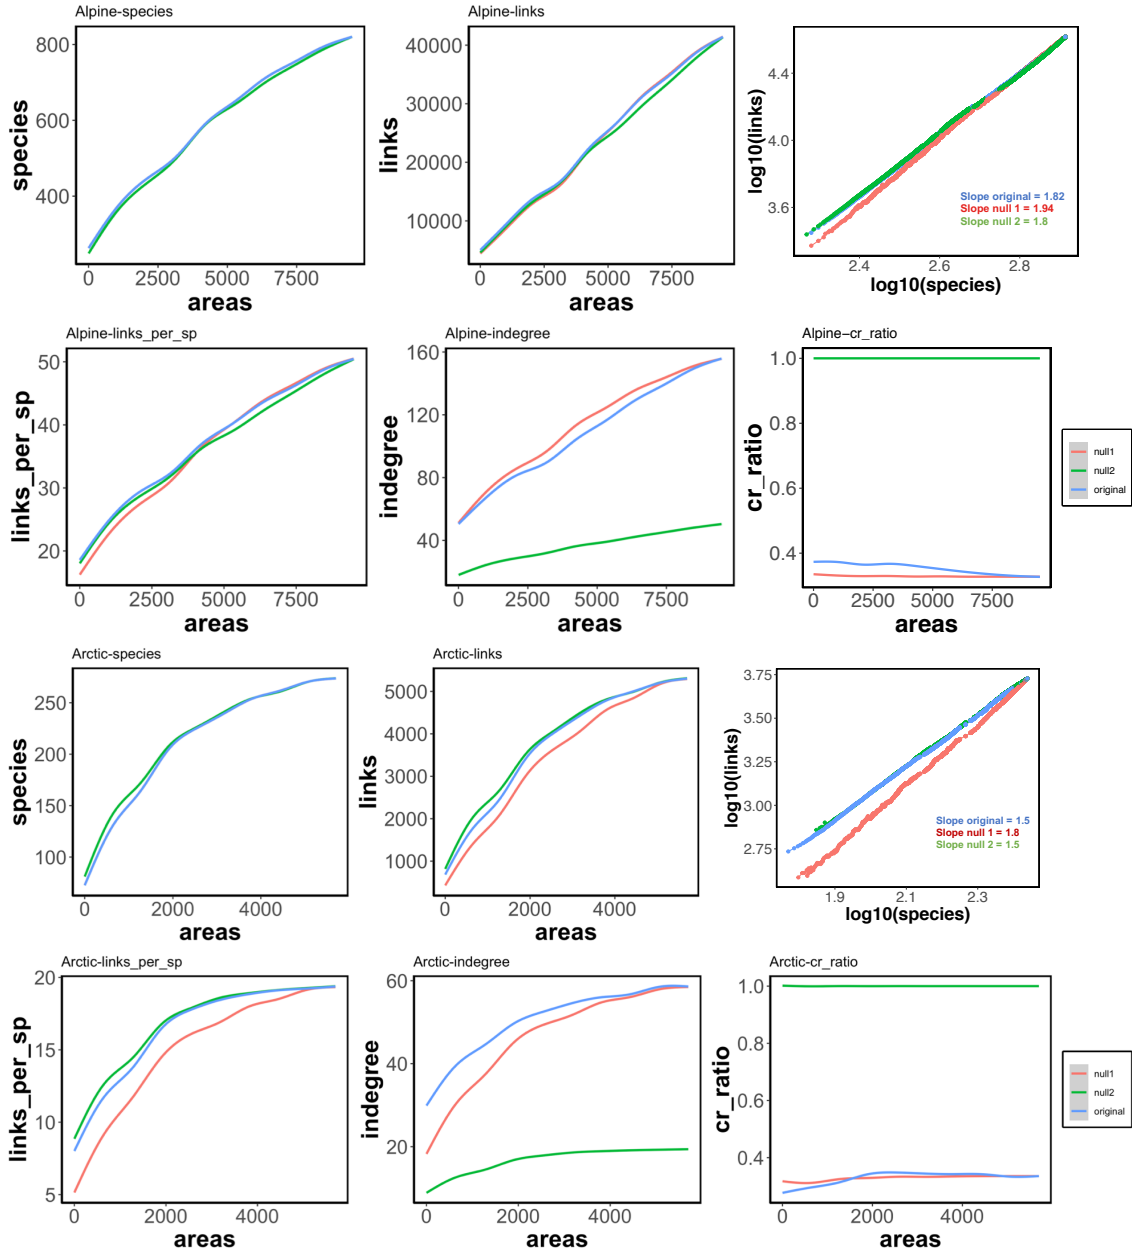 Alpine-species
800
600
400
species
0 2500 5000 7500
areas
Alpine-links
40000
30000
20000
10000
links
0 2500 5000 7500
areas
4.4
4.0
3.6
log10(links)
Slope original = 1.82
Slope null 1 = 1.94
Slope null 2 = 1.8
2.4 2.6 2.8
log10(species)
Alpine-links_per_sp
50
40
30
20
links_per_sp
0 2500 5000 7500
areas
Alpine-indegree
160
120
80
40
indegree
0 2500 5000 7500
areas
Alpine−cr_ratio
1.0
0.8
0.6
0.4
cr_ratio
0 2500 5000 7500
areas
null1
null2
original
Arctic-species
250
200
150
100
species
0 2000 4000
areas
Arctic-links
5000
4000
3000
2000
1000
links
0 2000 4000
areas
3.75
3.50
3.25
3.00
2.75
log10(links)
Slope original = 1.5
Slope null 1 = 1.8
Slope null 2 = 1.5
1.9 2.1 2.3
log10(species)
Arctic-links_per_sp
20
15
10
5
links_per_sp
0 2000 4000
areas
Arctic-indegree
60
40
20
indegree
0 2000 4000
areas
Arctic-cr_ratio
1.0
0.8
0.6
0.4
cr_ratio
0 2000 4000
areas
null1
null2
original